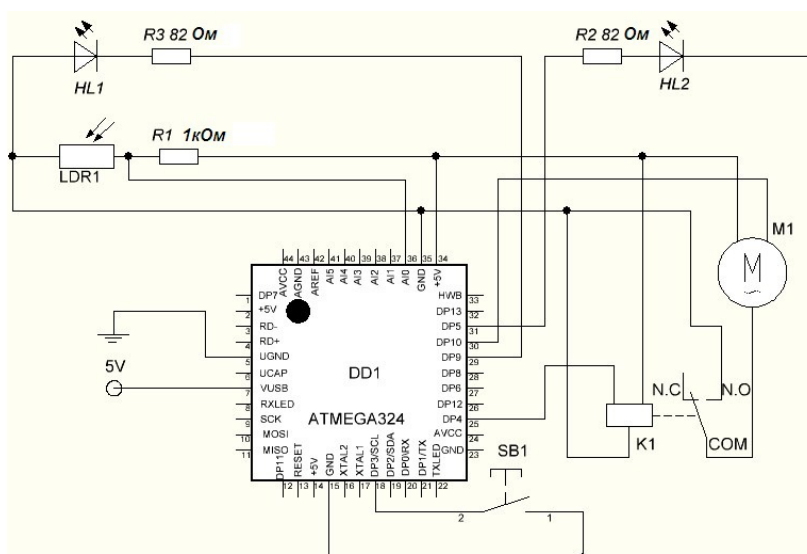 R3 82 Ом
R2 82 Ом
HL1
HL2
R1 1кОм
LDR1
M1
M
44 43 42 41 40 39 38 37 36 35 34
AVCC AGND AREF AI5 AI4 AI3 AI2 AI1 AI0 GND +5V
1 DP7
2 +5V
3 RD-
4 RD+
5 UGND
6 UCAP
7 VUSB
8 RXLED
9 SCK
10 MOSI
11 MISO
HWB 33
DP13 32
DP5 31
DP10 30
DP9 29
DP8 28
DP6 27
DP12 26
DP4 25
AVCC 24
GND 23
DD1
ATMEGA324
5V
DP11 RESET +5V GND XTAL2 XTAL1 DP3/SCL DP2/SDA DP0/RX DP1/TX TXLED
12 13 14 15 16 17 18 19 20 21 22
N.C
N.O
K1
COM
SB1
2
1